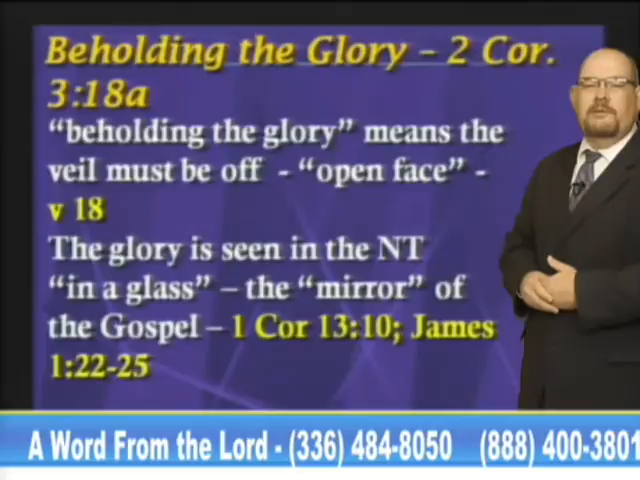 Beholding the Glory – 2 Cor.
3:18a
“beholding the glory” means the
veil must be off - “open face” -
v 18
The glory is seen in the NT
“in a glass” – the “mirror” of
the Gospel – 1 Cor 13:10; James
1:22-25
A Word From the Lord - (336) 484-8050 (888) 400-3801